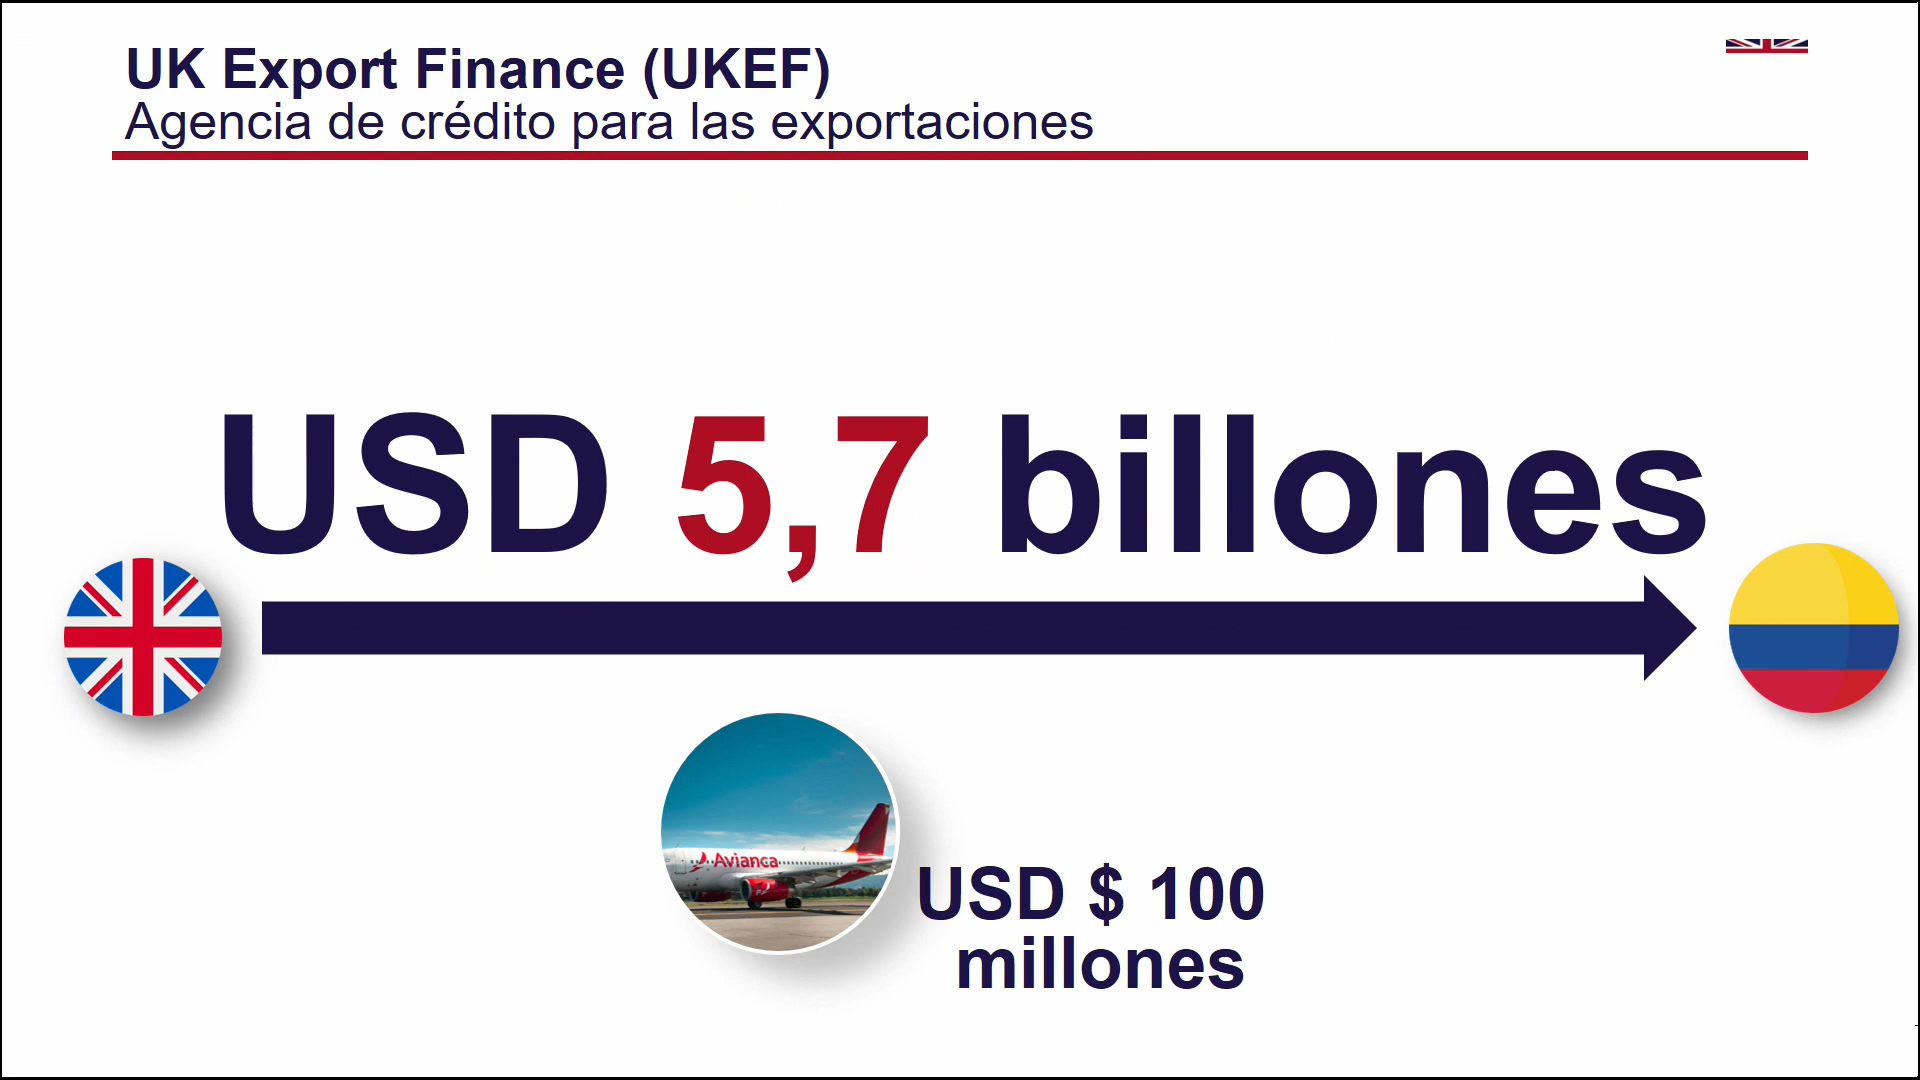 UK Export Finance (UKEF)
Agencia de crédito para las exportaciones
USD 5,7 billones
Avianca
USD $ 100
millones